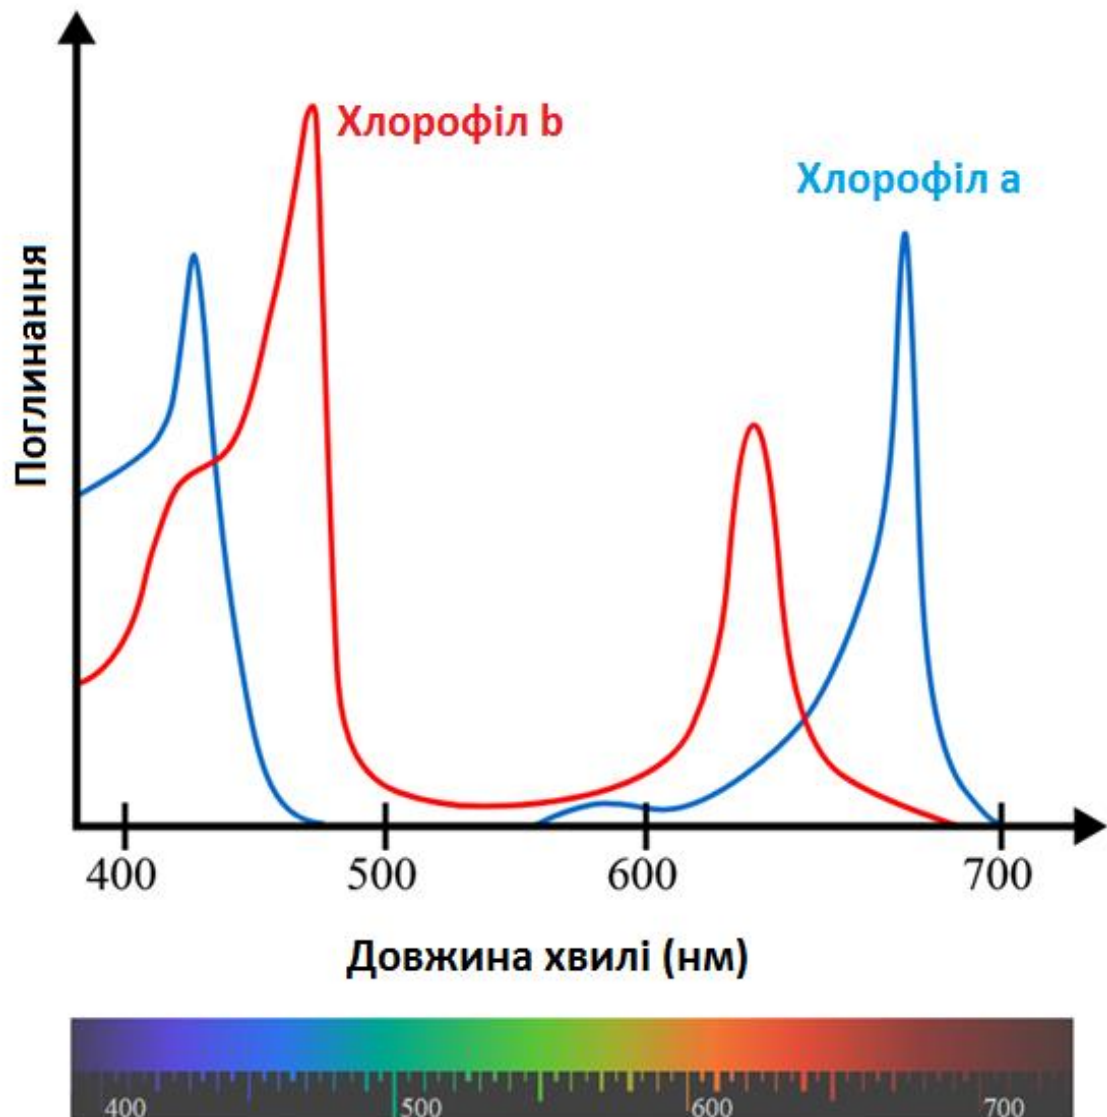 Хлорофіл b
Хлорофіл a
Поглинання
400 500 600 700
Довжина хвилі (нм)
400 500 600 700